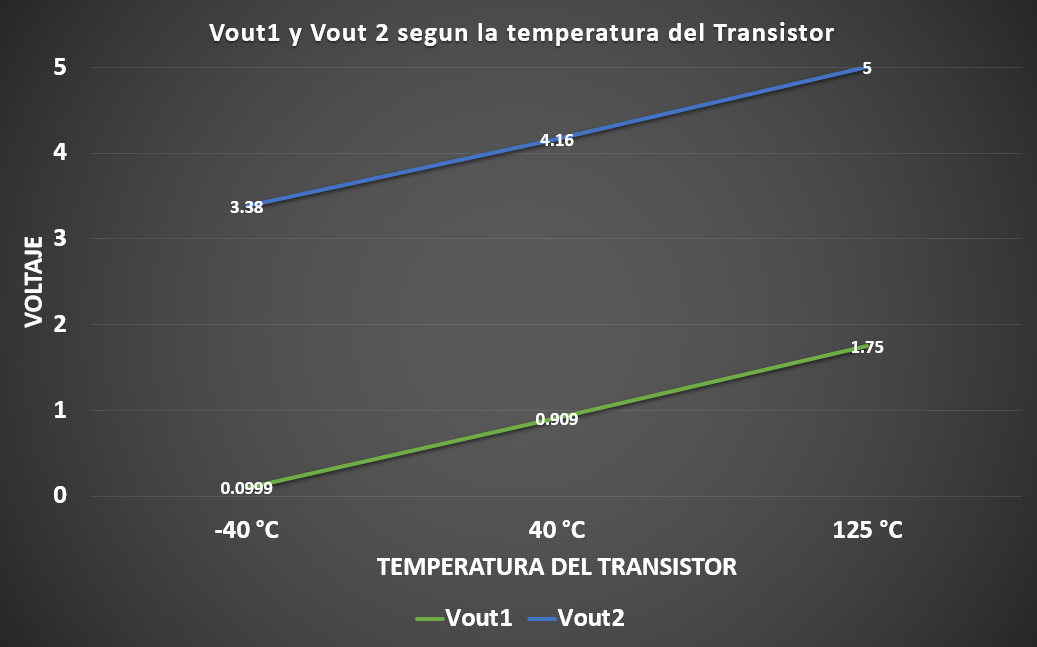 Vout1 y Vout 2 segun la temperatura del Transistor
5
4
3
2
1
0
VOLTAJE
5
4.16
3.38
1.75
0.909
0.0999
-40 °C 40 °C 125 °C
TEMPERATURA DEL TRANSISTOR
Vout1 Vout2